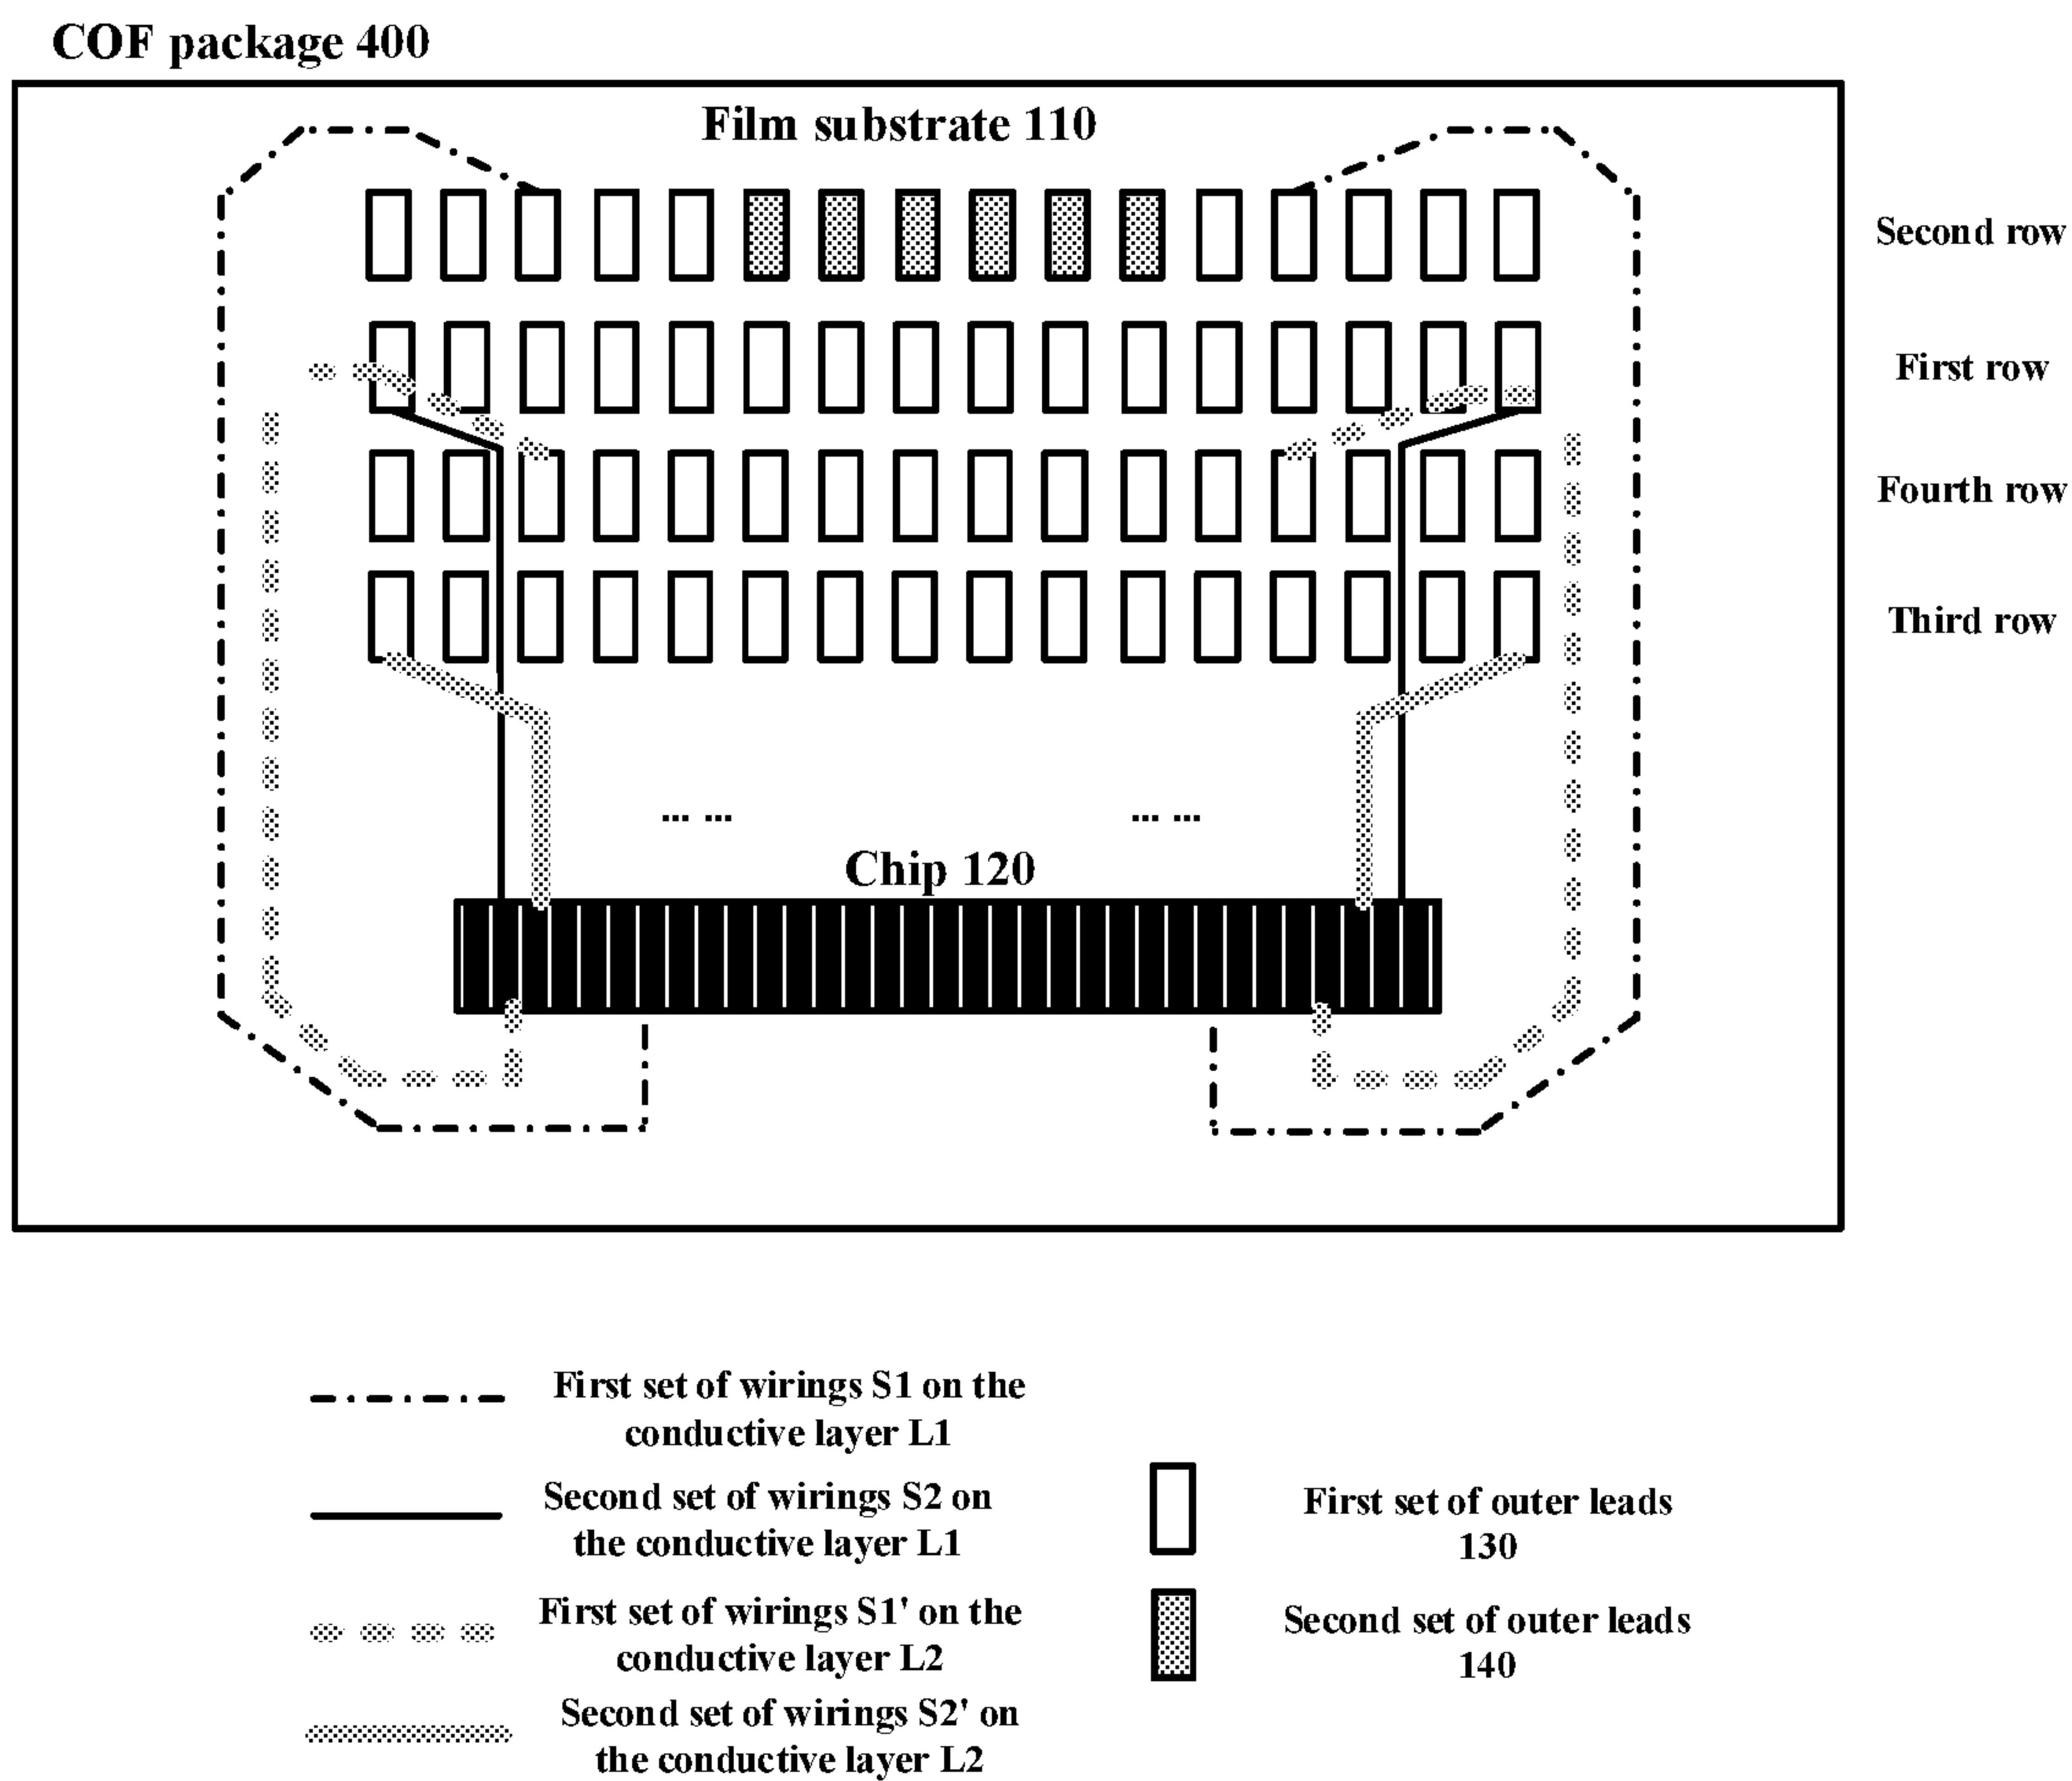 COF package 400
Film substrate 110
Second row
First row
Fourth row
Third row
... ... ... ...
Chip 120
First set of wirings S1 on the
conductive layer L1
Second set of wirings S2 on
the conductive layer L1
First set of wirings S1' on the
conductive layer L2
Second set of wirings S2' on
the conductive layer L2
First set of outer leads
130
Second set of outer leads
140